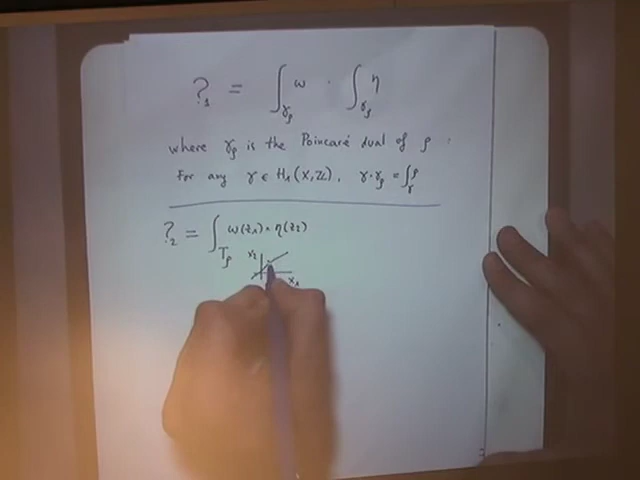 ?₁ = ∫_{γ_ρ} ω · ∫_{γ_ρ} η
where γ_ρ is the Poincaré dual of ρ.
For any γ ∈ H₁(X,ℤ), γ·γ_ρ = ∫_γ ρ
?₂ = ∫_{T_ρ} ω(z₁) ∧ η(z₂)
x₂
x₁